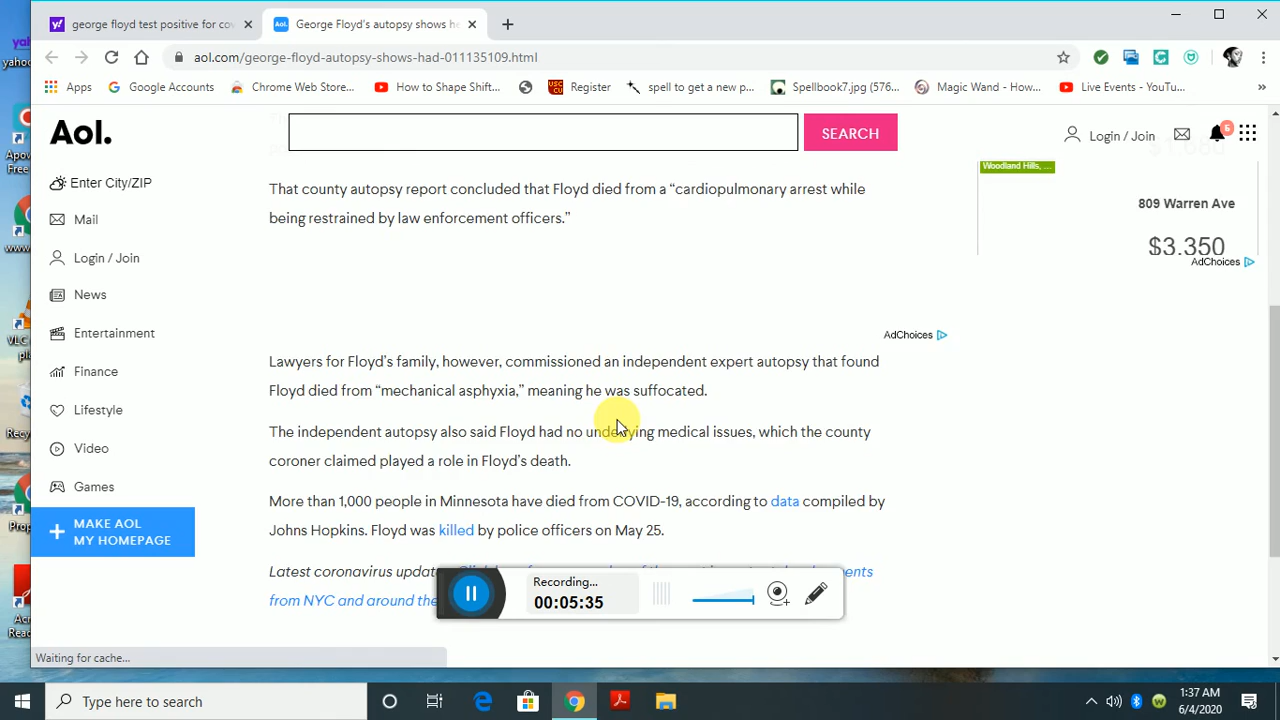 george floyd test positive for cov
Aol.
George Floyd's autopsy shows he
aol.com/george-floyd-autopsy-shows-had-011135109.html
Apps
Google Accounts
Chrome Web Store...
How to Shape Shift...
Register
spell to get a new p...
Spellbook7.jpg (576...
Magic Wand - How...
Live Events - YouTu...
Aol.
SEARCH
Login / Join
6
Enter City/ZIP
Mail
Login / Join
News
Entertainment
Finance
Lifestyle
Video
Games
MAKE AOL
MY HOMEPAGE
That county autopsy report concluded that Floyd died from a “cardiopulmonary arrest while
being restrained by law enforcement officers.”
Woodland Hills, ...
809 Warren Ave
$3,350
AdChoices
AdChoices
Lawyers for Floyd’s family, however, commissioned an independent expert autopsy that found
Floyd died from “mechanical asphyxia,” meaning he was suffocated.
The independent autopsy also said Floyd had no underlying medical issues, which the county
coroner claimed played a role in Floyd’s death.
More than 1,000 people in Minnesota have died from COVID-19, according to data compiled by
Johns Hopkins. Floyd was killed by police officers on May 25.
Latest coronavirus update
from NYC and around the
Recording...
00:05:35
Waiting for cache...
Type here to search
1:37 AM
6/4/2020